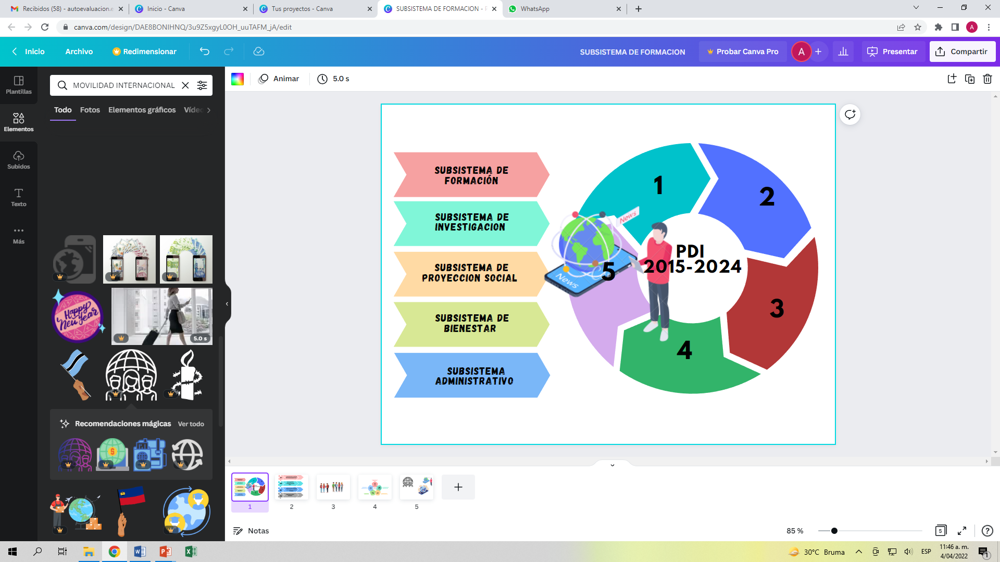 Recibidos (58) - autoevaluacion.e
Inicio - Canva
Tus proyectos - Canva
SUBSISTEMA DE FORMACION - P
WhatsApp
canva.com/design/DAE8BONIHNQ/3u9Z5xgyL0OH_uuTAFM_jA/edit
A
Inicio
Archivo
Redimensionar
SUBSISTEMA DE FORMACION
Probar Canva Pro
A
+
Presentar
Compartir
Plantillas
Elementos
Subidos
Texto
Más
MOVILIDAD INTERNACIONAL
Todo
Fotos
Elementos gráficos
Vídeo
Happy
New Year
5.0 s
Recomendaciones mágicas
Ver todo
Animar
5.0 s
SUBSISTEMA DE
FORMACIÓN
SUBSISTEMA DE
INVESTIGACION
SUBSISTEMA DE
PROYECCION SOCIAL
SUBSISTEMA DE
BIENESTAR
SUBSISTEMA
ADMINISTRATIVO
1
2
3
4
5
News
News
PDI
2015-2024
1
2
3
4
5
Notas
85 %
5
30°C Bruma
ESP
11:46 a. m.
4/04/2022
1